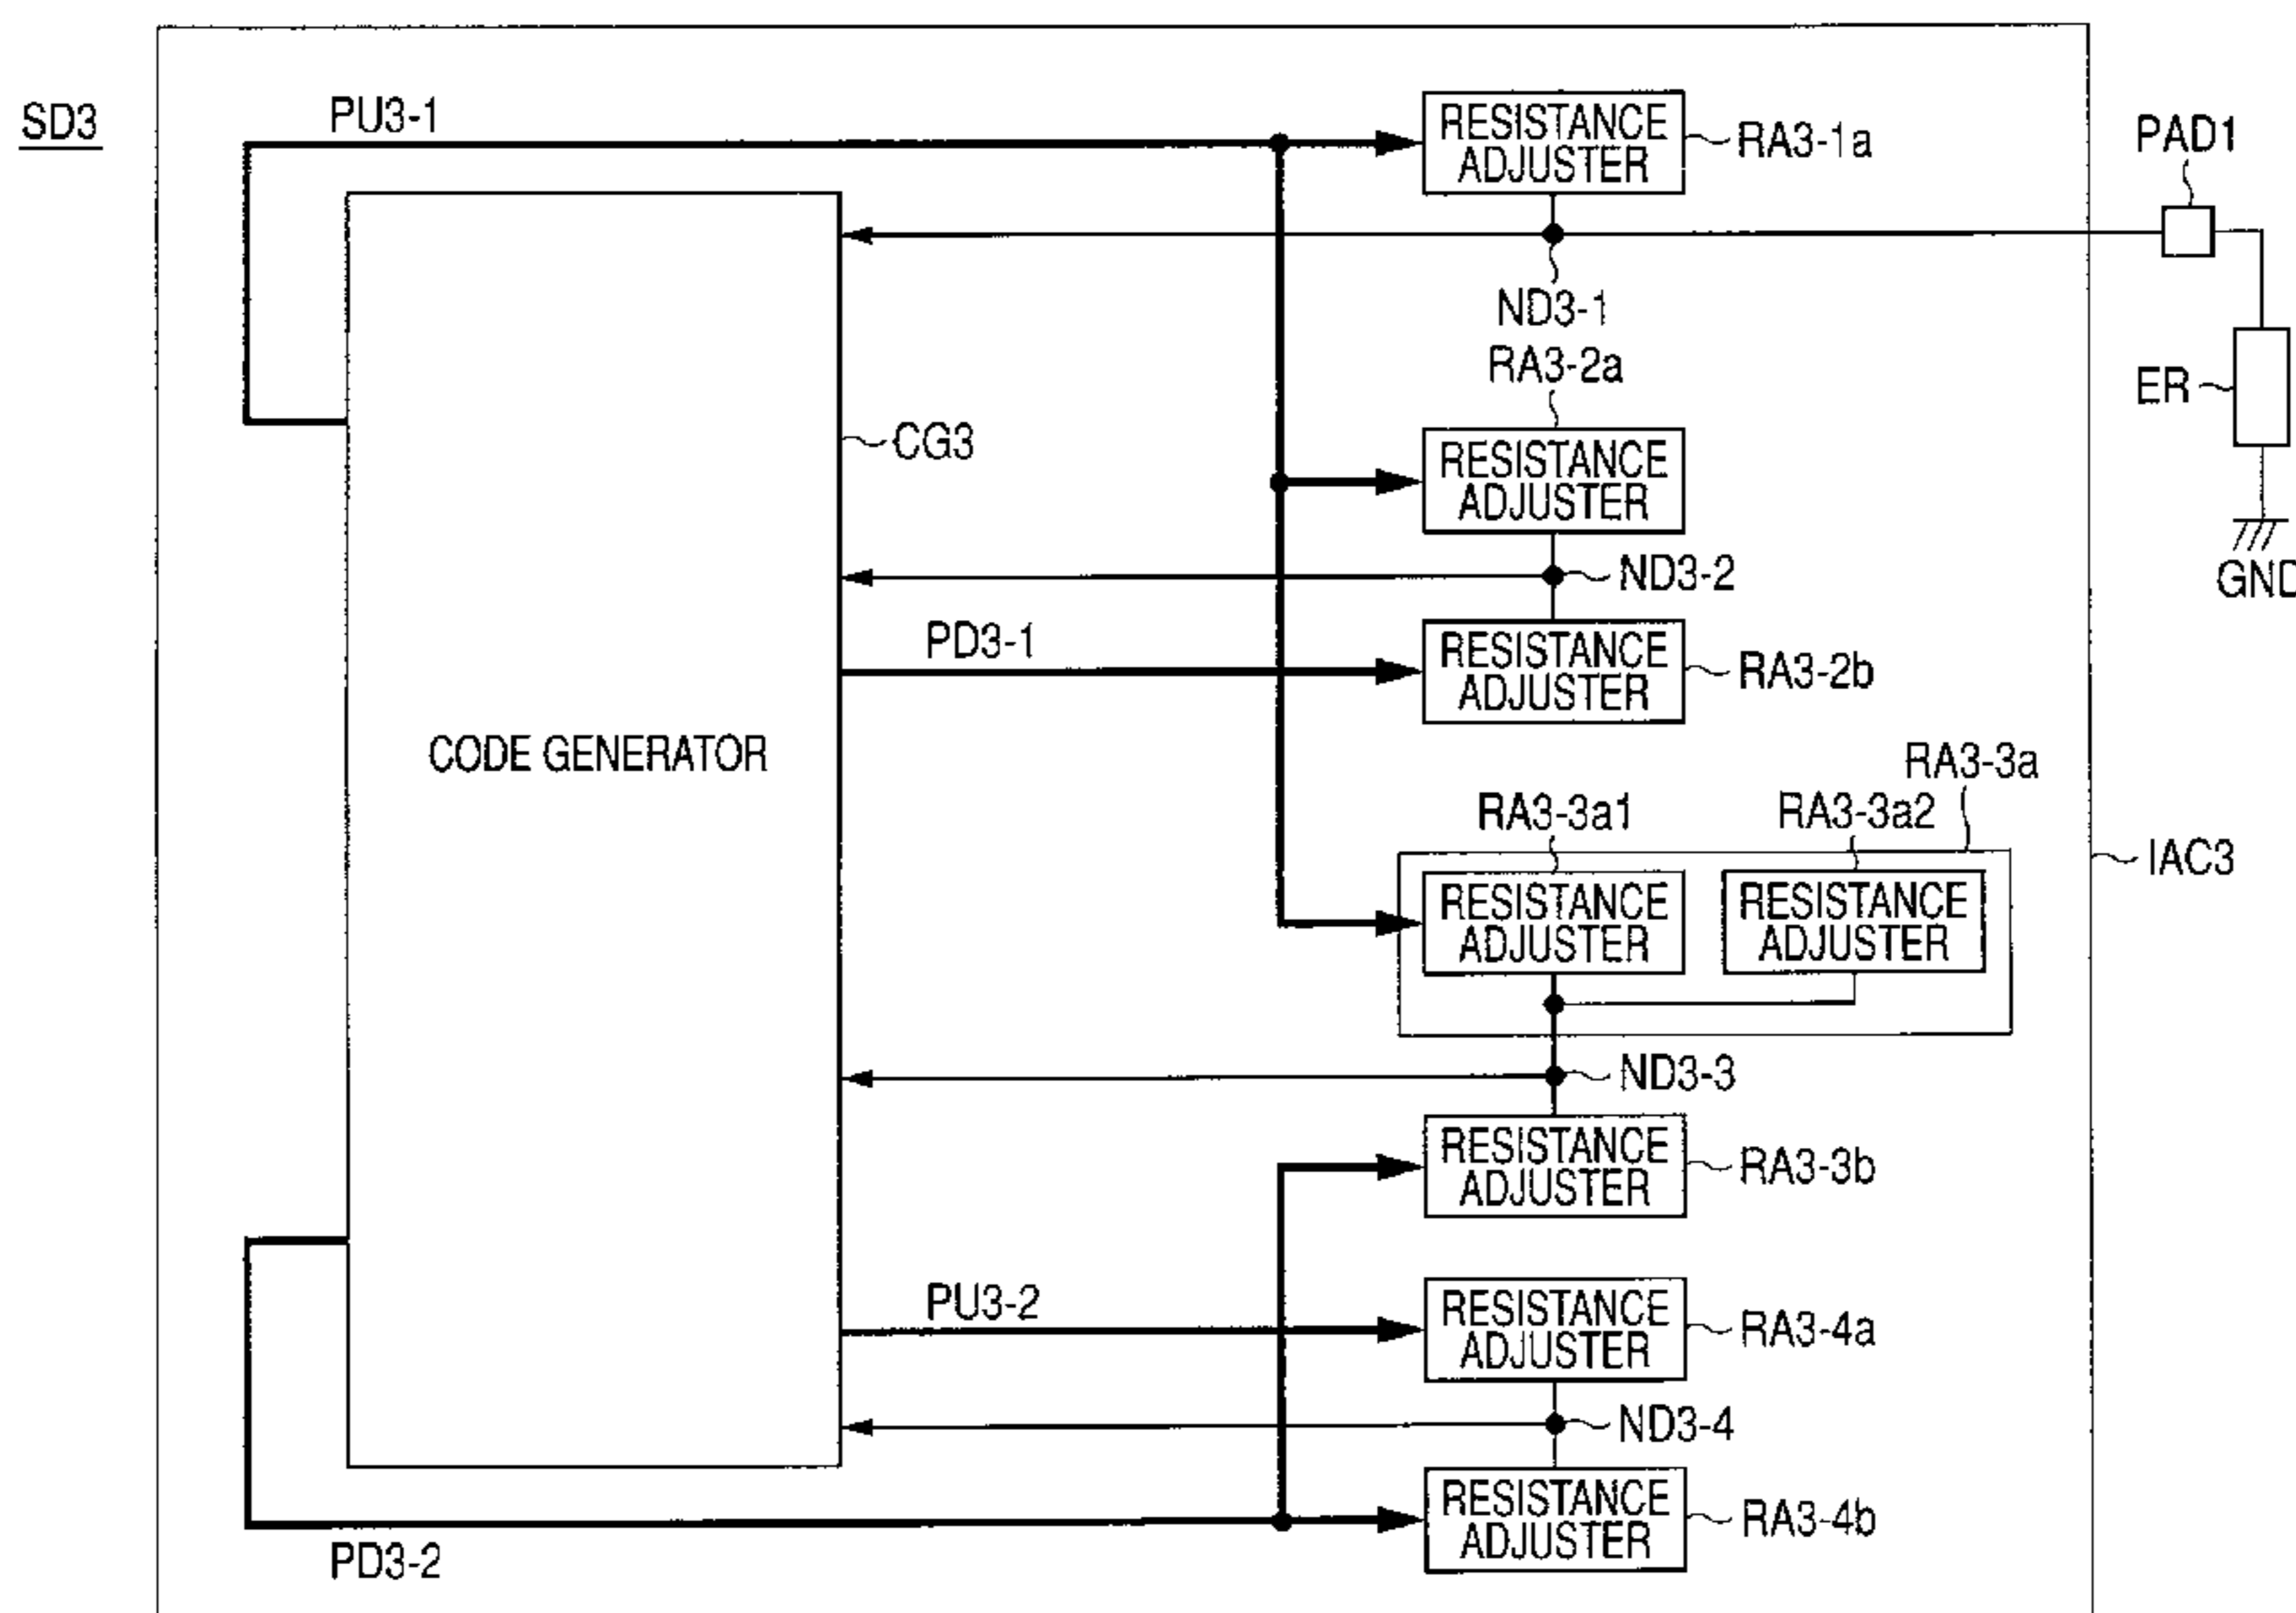 SD3
PU3-1
RESISTANCE
ADJUSTER
RA3-1a
PAD1
ND3-1
RA3-2a
ER
CG3
RESISTANCE
ADJUSTER
GND
ND3-2
PD3-1
RESISTANCE
ADJUSTER
RA3-2b
CODE GENERATOR
RA3-3a
RA3-3a1
RA3-3a2
IAC3
RESISTANCE
ADJUSTER
RESISTANCE
ADJUSTER
ND3-3
RESISTANCE
ADJUSTER
RA3-3b
PU3-2
RESISTANCE
ADJUSTER
RA3-4a
ND3-4
RESISTANCE
ADJUSTER
RA3-4b
PD3-2